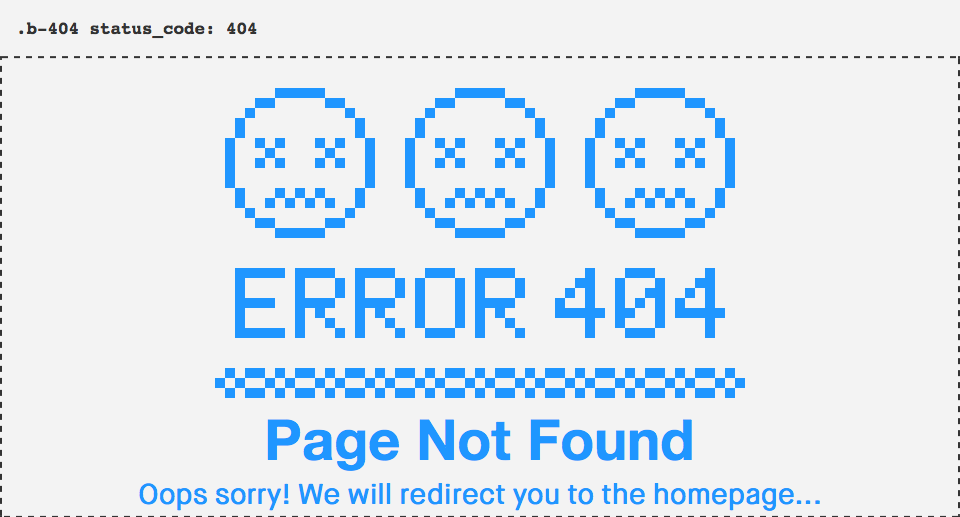 .b-404 status_code: 404
ERROR 404
Page Not Found
Oops sorry! We will redirect you to the homepage...